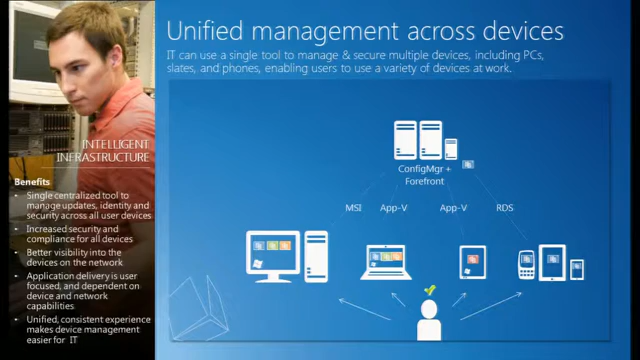 Unified management across devices
IT can use a single tool to manage & secure multiple devices, including PCs,
slates, and phones, enabling users to use a variety of devices at work.
INTELLIGENT
INFRASTRUCTURE
Benefits
- Single centralized tool to
manage updates, identity and
security across all user devices
- Increased security and
compliance for all devices
- Better visibility into the
devices on the network
- Application delivery is user
focused, and dependent on
device and network
capabilities
- Unified, consistent experience
makes device management
easier for IT
ConfigMgr +
Forefront
MSI App-V App-V RDS